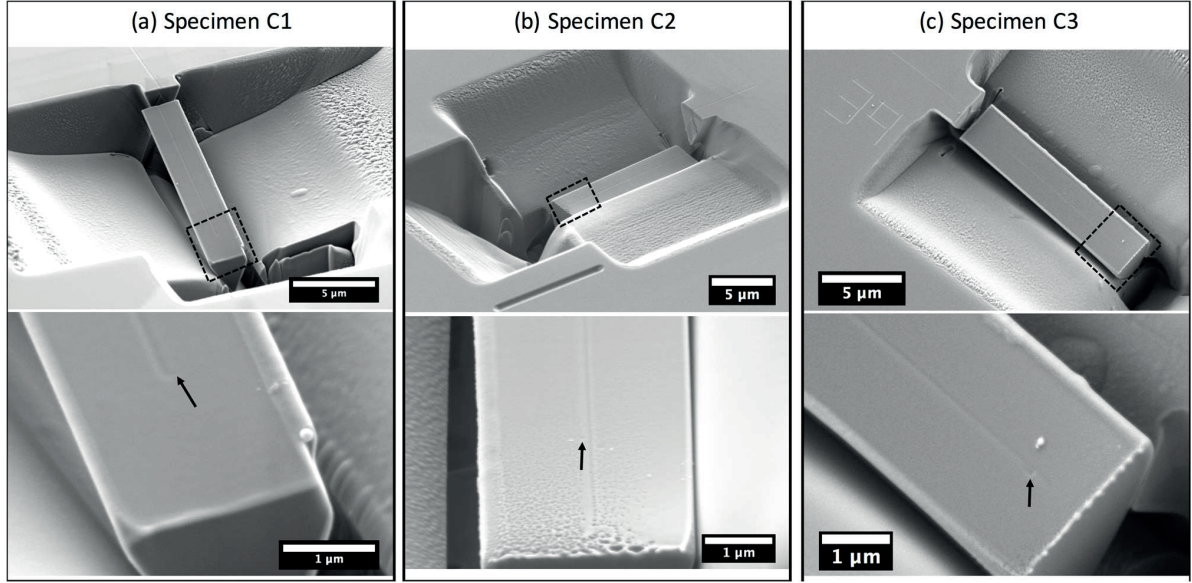 (a) Specimen C1
(b) Specimen C2
(c) Specimen C3
5 μm
5 μm
5 μm
1 μm
1 μm
1 μm